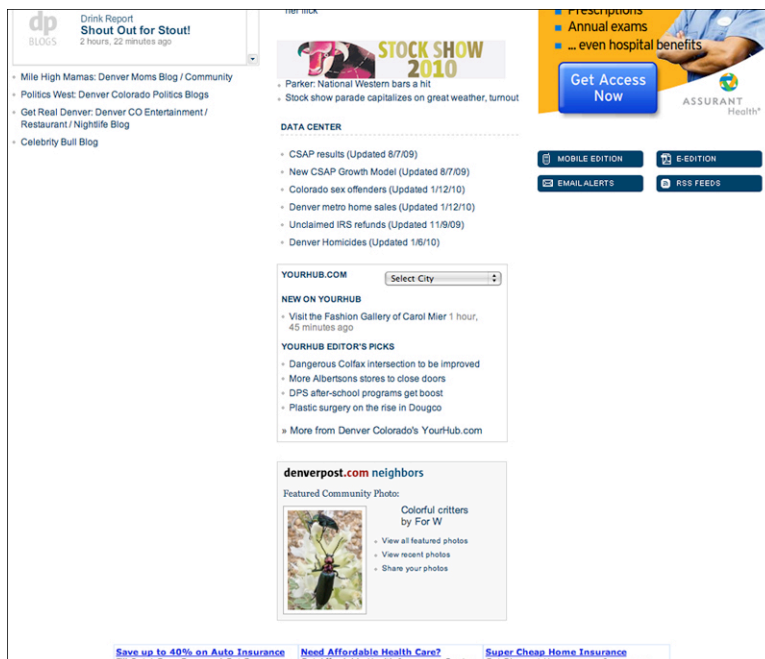 dp
BLOGS
Drink Report
Shout Out for Stout!
2 hours, 22 minutes ago
Mile High Mamas: Denver Moms Blog / Community
Politics West: Denver Colorado Politics Blogs
Get Real Denver: Denver CO Entertainment /
Restaurant / Nightlife Blog
Celebrity Bull Blog
her flick
STOCK SHOW
2010
Parker: National Western bars a hit
Stock show parade capitalizes on great weather, turnout
DATA CENTER
CSAP results (Updated 8/7/09)
New CSAP Growth Model (Updated 8/7/09)
Colorado sex offenders (Updated 1/12/10)
Denver metro home sales (Updated 1/12/10)
Unclaimed IRS refunds (Updated 11/9/09)
Denver Homicides (Updated 1/6/10)
YOURHUB.COM
Select City
NEW ON YOURHUB
Visit the Fashion Gallery of Carol Mier 1 hour,
45 minutes ago
YOURHUB EDITOR'S PICKS
Dangerous Colfax intersection to be improved
More Albertsons stores to close doors
DPS after-school programs get boost
Plastic surgery on the rise in Dougco
» More from Denver Colorado's YourHub.com
denverpost.com neighbors
Featured Community Photo:
Colorful critters
by For W
View all featured photos
View recent photos
Share your photos
Prescriptions
Annual exams
... even hospital benefits
Get Access
Now
ASSURANT
Health®
MOBILE EDITION
E-EDITION
EMAIL ALERTS
RSS FEEDS
Save up to 40% on Auto Insurance
Need Affordable Health Care?
Super Cheap Home Insurance